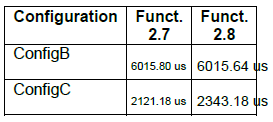 Configuration Funct. 2.7 Funct. 2.8
ConfigB 6015.80 us 6015.64 us
ConfigC 2121.18 us 2343.18 us